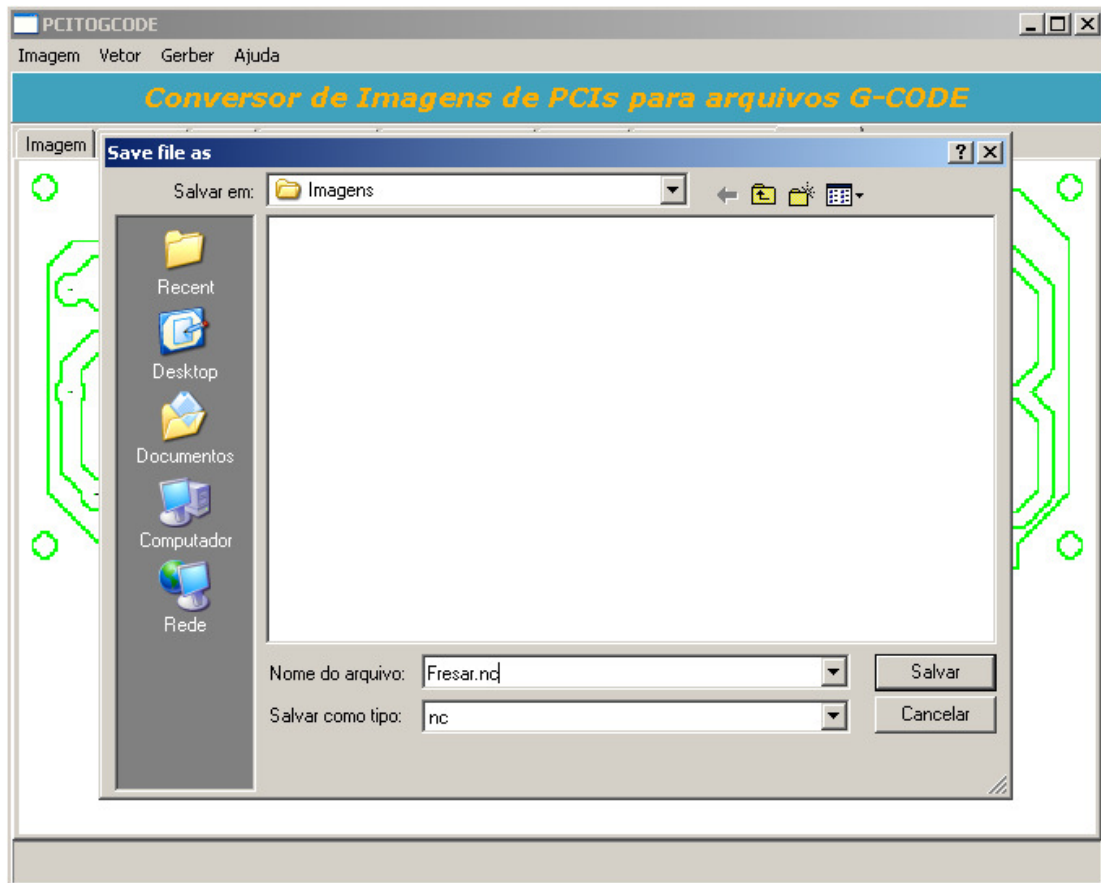 PCITOGCODE
Imagem Vetor Gerber Ajuda
Conversor de Imagens de PCIs para arquivos G-CODE
Imagem
Save file as
Salvar em: Imagens
Recent
Desktop
Documentos
Computador
Rede
Nome do arquivo: Fresar.nc Salvar
Salvar como tipo: nc Cancelar